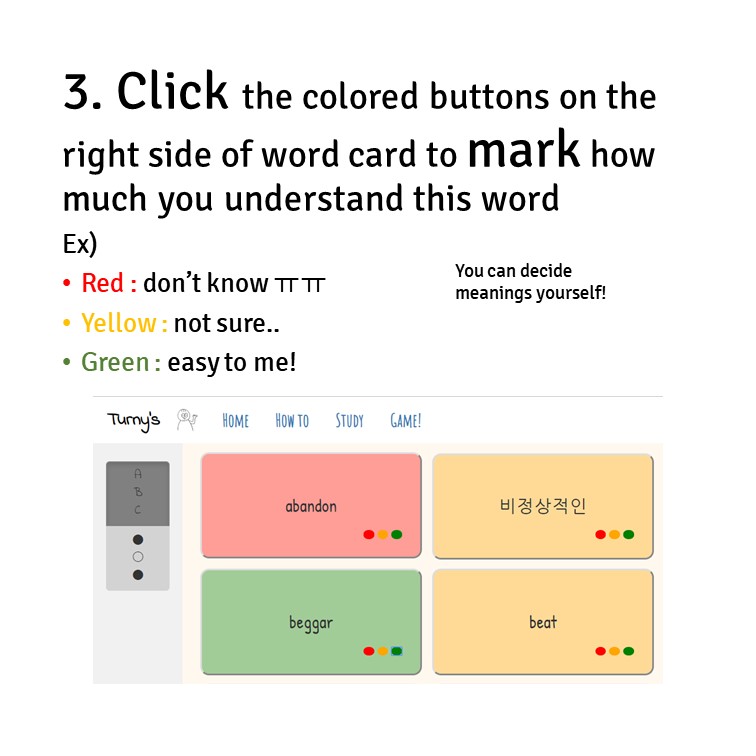 3. Click the colored buttons on the
right side of word card to mark how
much you understand this word
Ex)
• Red : don’t know ㅠㅠ
• Yellow : not sure..
• Green : easy to me!
You can decide
meanings yourself!
Turny's HOME HOW TO STUDY GAME!
A
B
C
abandon
비정상적인
beggar
beat